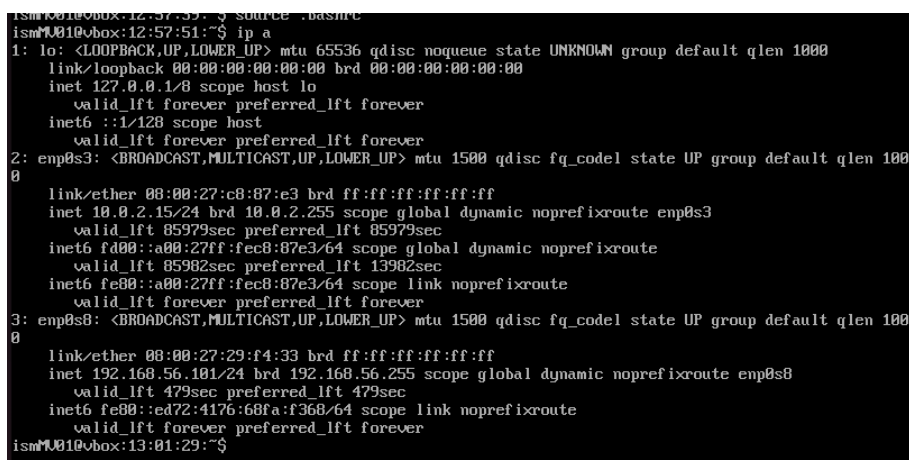 ismMV01@vbox:12:57:35:~$ source .bashrc
ismMV01@vbox:12:57:51:~$ ip a
1: lo: <LOOPBACK,UP,LOWER_UP> mtu 65536 qdisc noqueue state UNKNOWN group default qlen 1000
    link/loopback 00:00:00:00:00:00 brd 00:00:00:00:00:00
    inet 127.0.0.1/8 scope host lo
       valid_lft forever preferred_lft forever
    inet6 ::1/128 scope host
       valid_lft forever preferred_lft forever
2: enp0s3: <BROADCAST,MULTICAST,UP,LOWER_UP> mtu 1500 qdisc fq_codel state UP group default qlen 100
0
    link/ether 08:00:27:c8:87:e3 brd ff:ff:ff:ff:ff:ff
    inet 10.0.2.15/24 brd 10.0.2.255 scope global dynamic noprefixroute enp0s3
       valid_lft 85979sec preferred_lft 85979sec
    inet6 fd00::a00:27ff:fec8:87e3/64 scope global dynamic noprefixroute
       valid_lft 85982sec preferred_lft 13982sec
    inet6 fe80::a00:27ff:fec8:87e3/64 scope link noprefixroute
       valid_lft forever preferred_lft forever
3: enp0s8: <BROADCAST,MULTICAST,UP,LOWER_UP> mtu 1500 qdisc fq_codel state UP group default qlen 100
0
    link/ether 08:00:27:29:f4:33 brd ff:ff:ff:ff:ff:ff
    inet 192.168.56.101/24 brd 192.168.56.255 scope global dynamic noprefixroute enp0s8
       valid_lft 479sec preferred_lft 479sec
    inet6 fe80::ed72:4176:68fa:f368/64 scope link noprefixroute
       valid_lft forever preferred_lft forever
ismMV01@vbox:13:01:29:~$